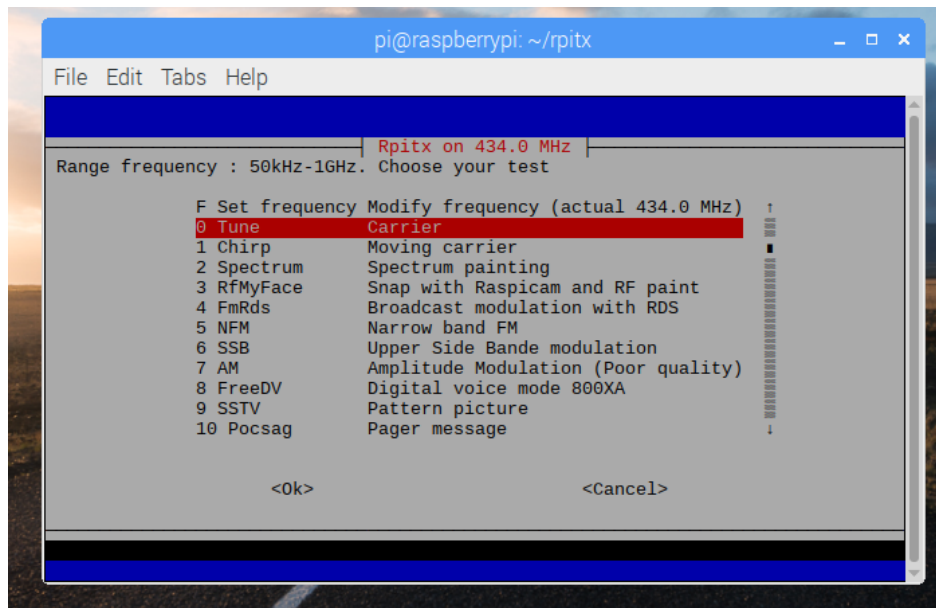 pi@raspberrypi: ~/rpitx
File Edit Tabs Help
Rpitx on 434.0 MHz
Range frequency : 50kHz-1GHz. Choose your test
F Set frequency Modify frequency (actual 434.0 MHz)
0 Tune Carrier
1 Chirp Moving carrier
2 Spectrum Spectrum painting
3 RfMyFace Snap with Raspicam and RF paint
4 FmRds Broadcast modulation with RDS
5 NFM Narrow band FM
6 SSB Upper Side Bande modulation
7 AM Amplitude Modulation (Poor quality)
8 FreeDV Digital voice mode 800XA
9 SSTV Pattern picture
10 Pocsag Pager message
<Ok> <Cancel>